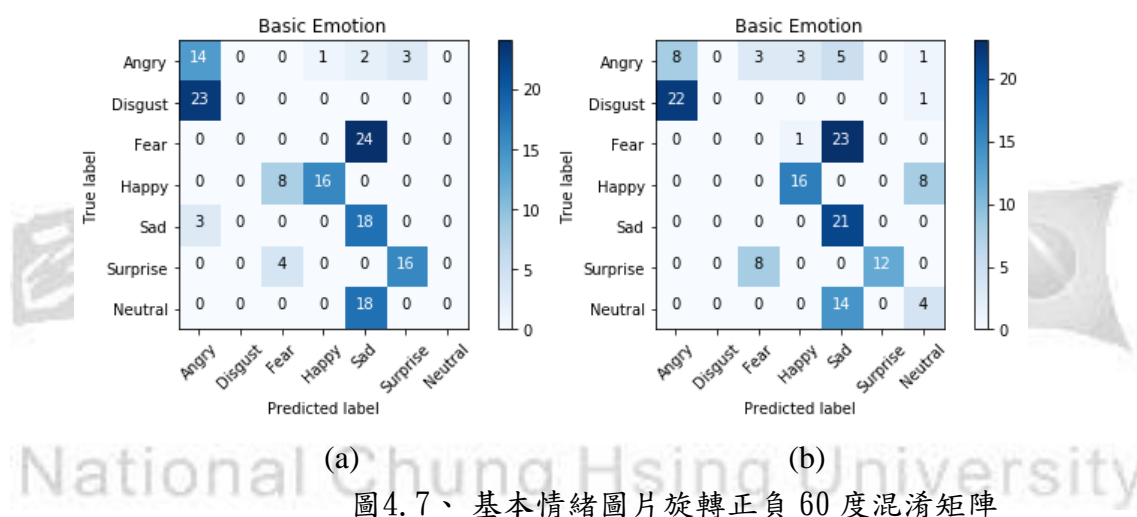 Basic Emotion
Angry 14 0 0 1 2 3 0
Disgust 23 0 0 0 0 0 0
Fear 0 0 0 0 24 0 0
Happy 0 0 8 16 0 0 0
Sad 3 0 0 0 18 0 0
Surprise 0 0 4 0 0 16 0
Neutral 0 0 0 0 18 0 0
True label
Angry Disgust Fear Happy Sad Surprise Neutral
Predicted label
20
15
10
5
0
(a)
Basic Emotion
Angry 8 0 3 3 5 0 1
Disgust 22 0 0 0 0 0 1
Fear 0 0 0 1 23 0 0
Happy 0 0 0 16 0 0 8
Sad 0 0 0 0 21 0 0
Surprise 0 0 8 0 0 12 0
Neutral 0 0 0 0 14 0 4
True label
Angry Disgust Fear Happy Sad Surprise Neutral
Predicted label
20
15
10
5
0
(b)
National Chung Hsing University
圖4.7、 基本情緒圖片旋轉正負 60 度混淆矩陣